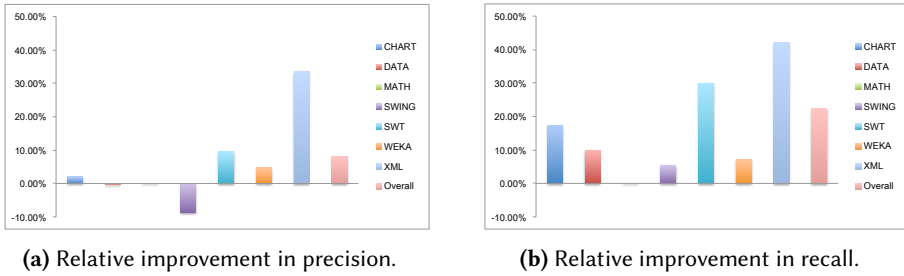 50.00%
40.00%
30.00%
20.00%
10.00%
0.00%
-10.00%
CHART
DATA
MATH
SWING
SWT
WEKA
XML
Overall
(a) Relative improvement in precision.
50.00%
40.00%
30.00%
20.00%
10.00%
0.00%
-10.00%
CHART
DATA
MATH
SWING
SWT
WEKA
XML
Overall
(b) Relative improvement in recall.